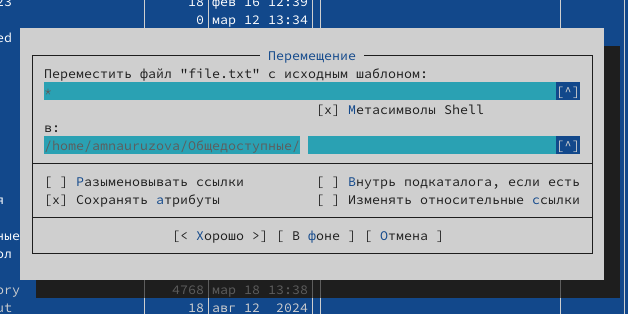 23 18 фев 16 12:39
0 мар 12 13:34
ed
Перемещение
Переместить файл "file.txt" с исходным шаблоном:
* [^]
[x] Метасимволы Shell
в:
/home/amnauruzova/Общедоступные/ [^]
[ ] Разыменовывать ссылки [ ] Внутрь подкаталога, если есть
я [x] Сохранять атрибуты [ ] Изменять относительные ссылки
ные [< Хорошо >] [ В фоне ] [ Отмена ]
ол
ory 4768 мар 18 13:38
ut 18 авг 12 2024